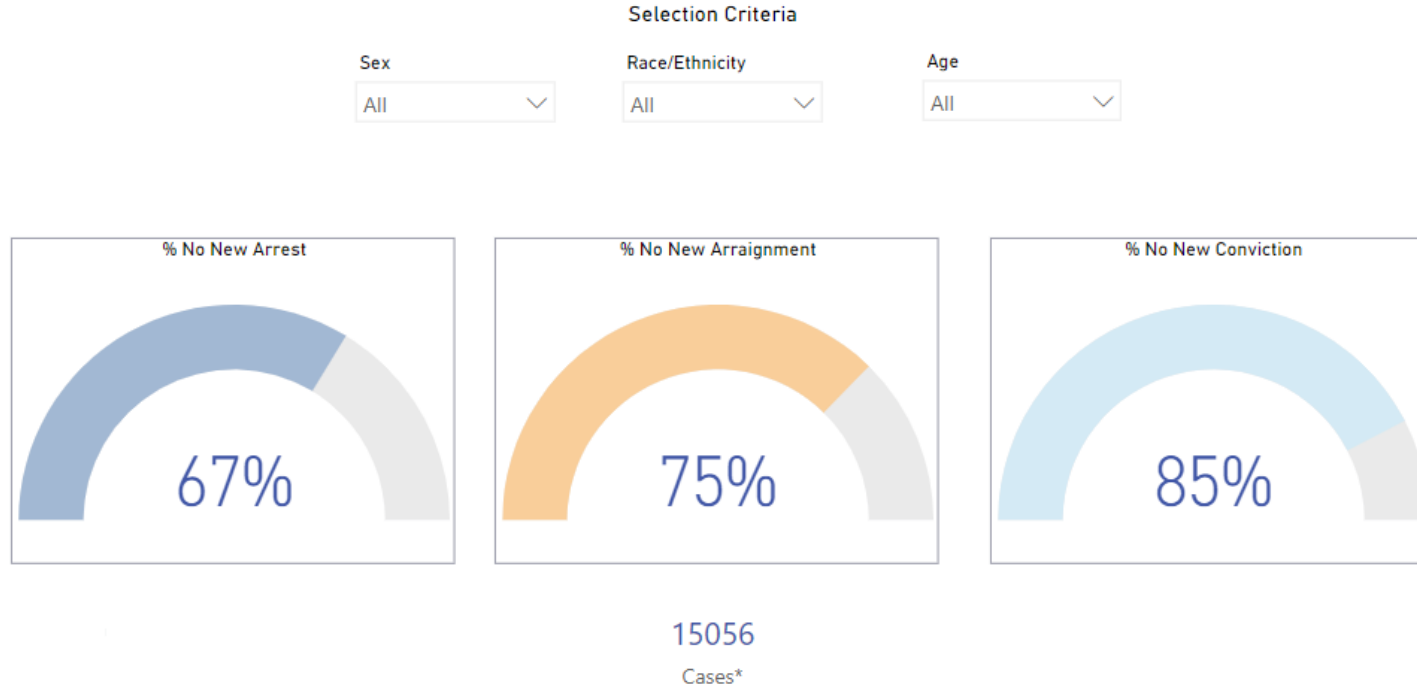 Selection Criteria
Sex
Race/Ethnicity
Age
All
All
All
% No New Arrest
% No New Arraignment
% No New Conviction
67%
75%
85%
15056
Cases*